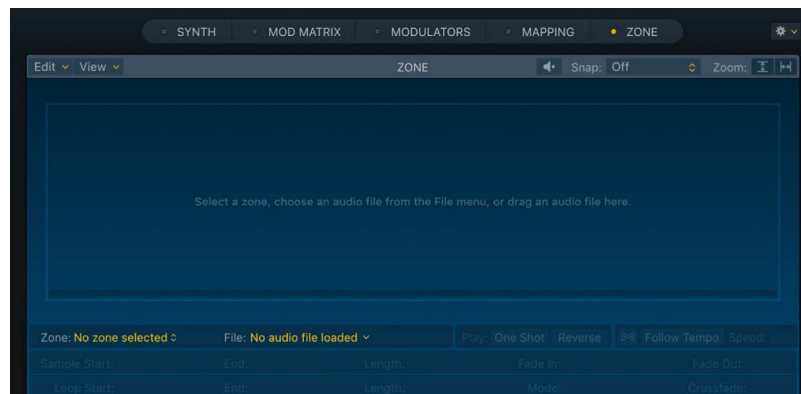 SYNTH MOD MATRIX MODULATORS MAPPING ZONE
Edit View ZONE Snap: Off Zoom:
Select a zone, choose an audio file from the File menu, or drag an audio file here.
Zone: No zone selected File: No audio file loaded Play: One Shot Reverse Follow Tempo Speed:
Sample Start: End: Length: Fade In: Fade Out:
Loop Start: End: Length: Mode: Crossfade: